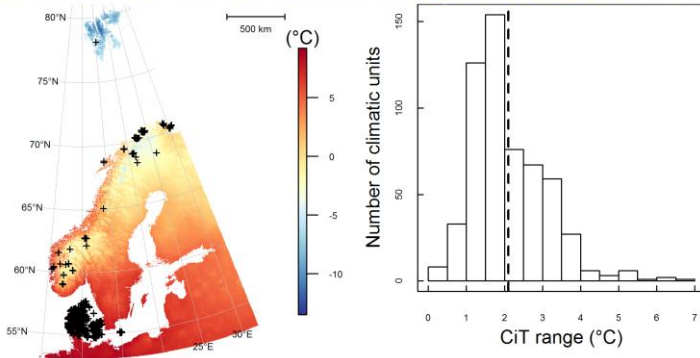 80°N
75°N
70°N
65°N
60°N
55°N
25°E
30°E
500 km
(°C)
5
0
-5
-10
Number of climatic units
150
100
50
0
0 1 2 3 4 5 6 7
CiT range (°C)